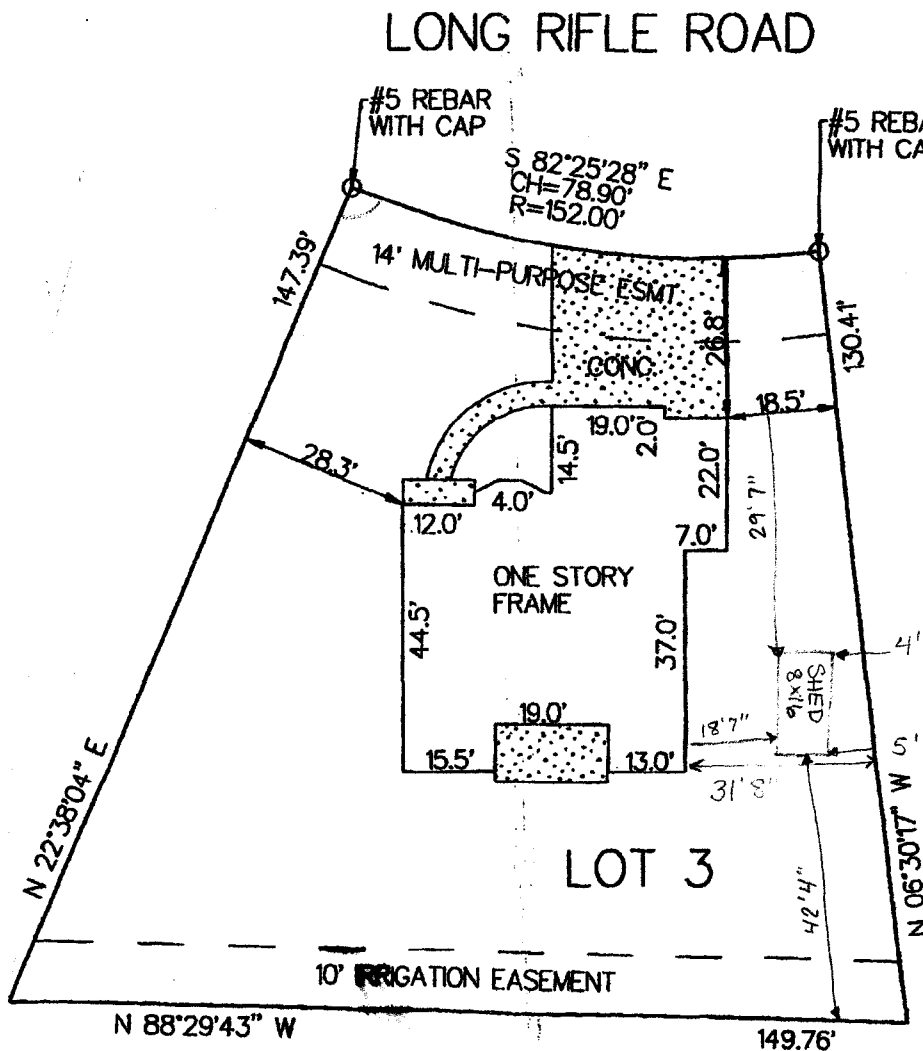 LONG RIFLE ROAD
#5 REBAR
WITH CAP
#5 REBA
WITH CA
S 82°25'28" E
CH=78.90'
R=152.00'
147.39'
14' MULTI-PURPOSE ESMT
26.8'
130.41'
CONC
18.5'
19.0'
2.0'
28.3'
14.5'
22.0'
4.0'
12.0'
29'7"
7.0'
ONE STORY
FRAME
44.5'
37.0'
4'
SHED
8x16
19.0'
18'7"
5'
15.5'
13.0'
31'8"
N 22°38'04" E
N 06°30'17" W
LOT 3
42'4"
10' IRRIGATION EASEMENT
N 88°29'43" W
149.76'